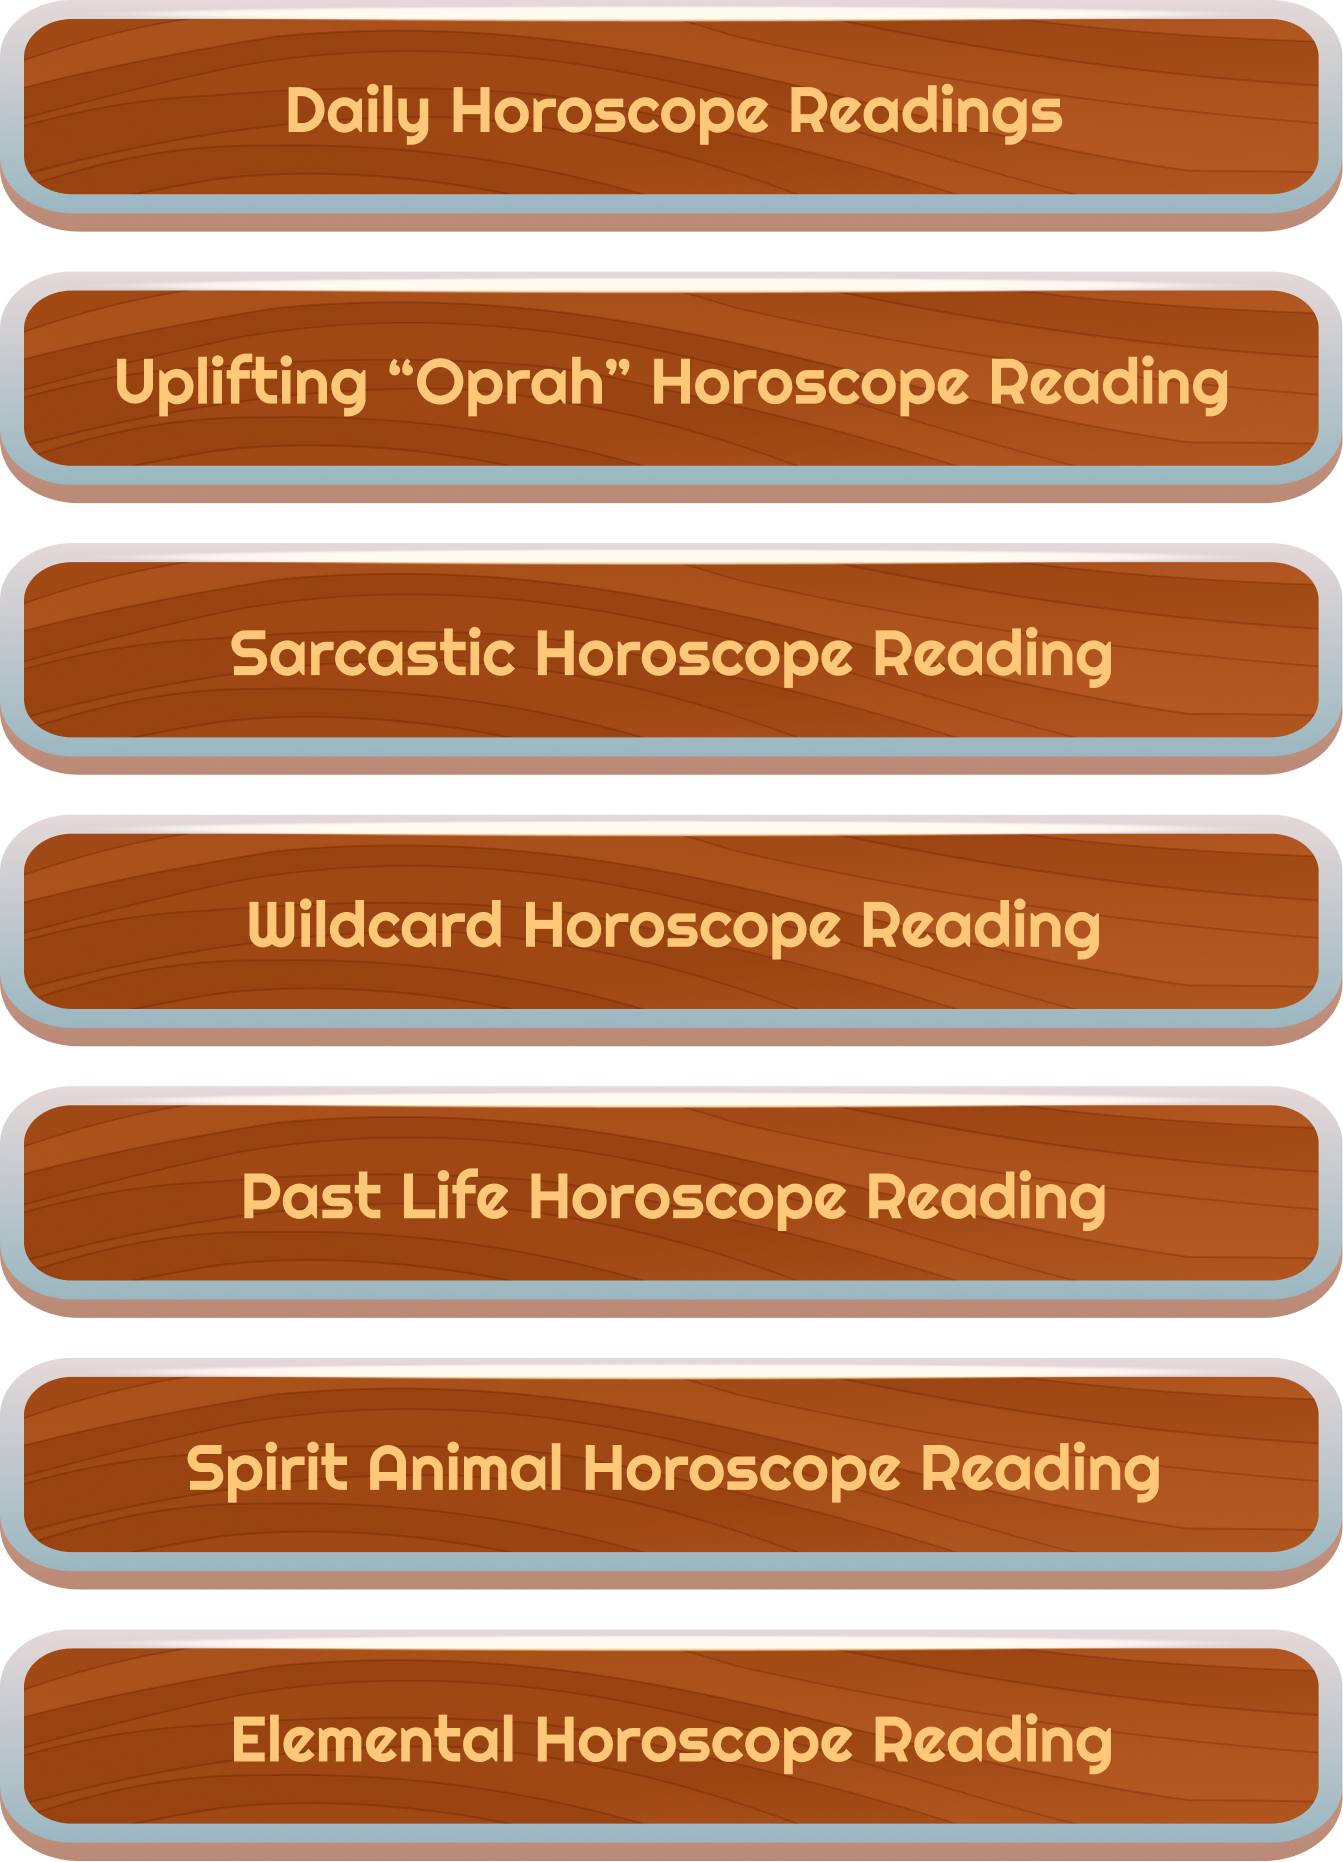 Daily Horoscope Readings
Uplifting “Oprah” Horoscope Reading
Sarcastic Horoscope Reading
Wildcard Horoscope Reading
Past Life Horoscope Reading
Spirit Animal Horoscope Reading
Elemental Horoscope Reading